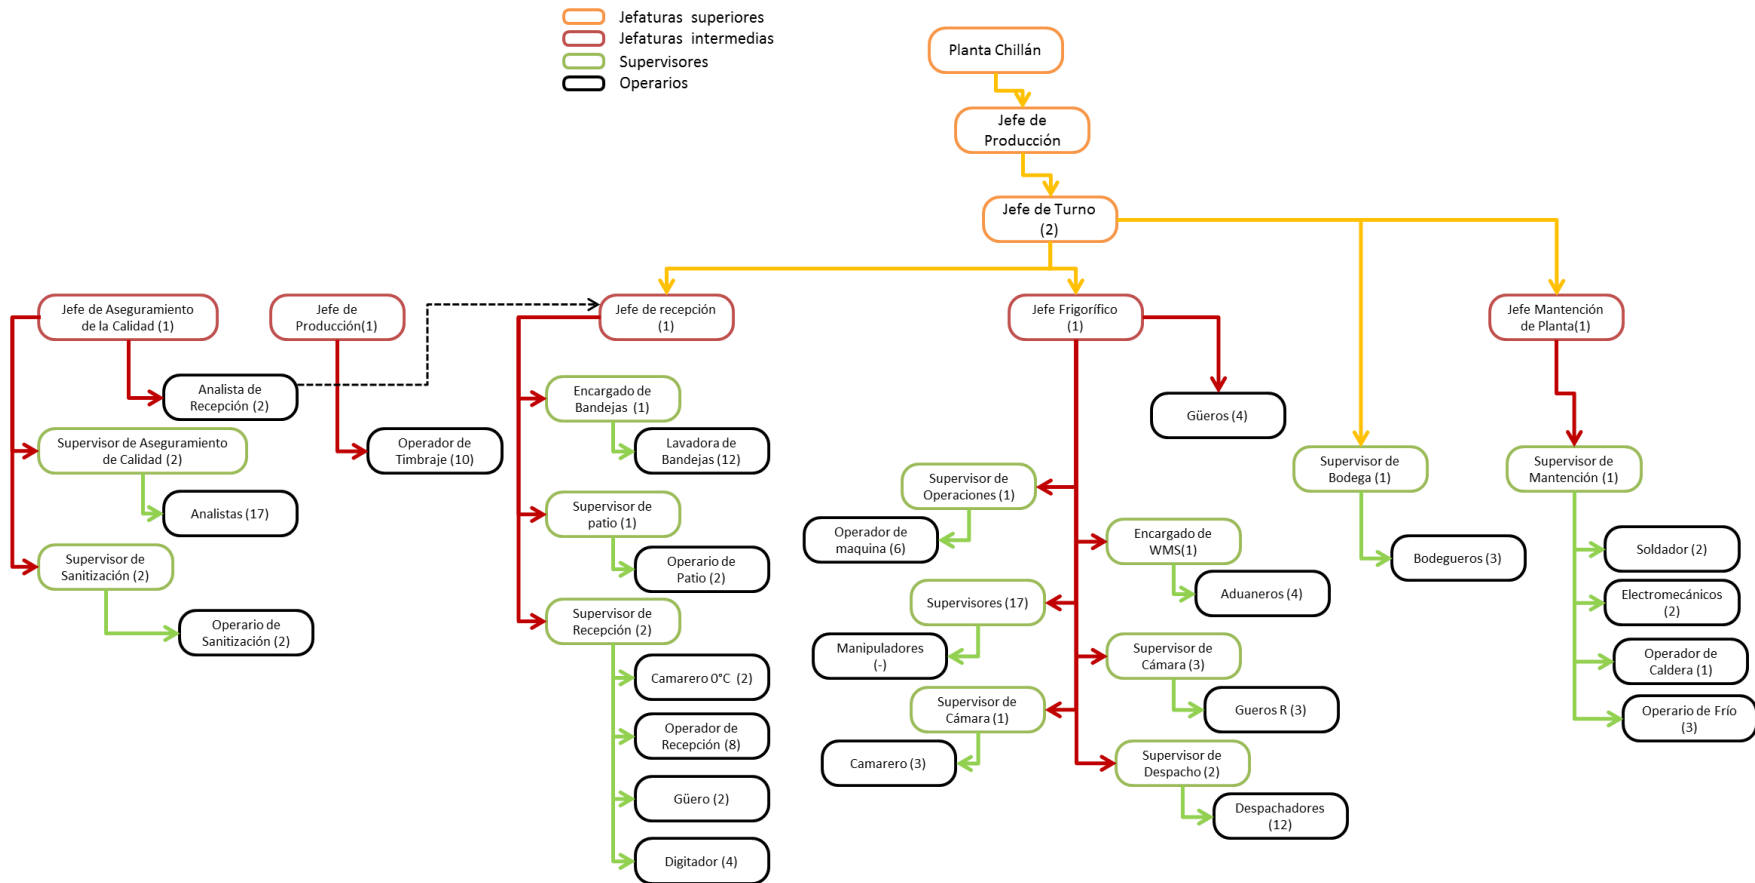 Jefaturas superiores
Jefaturas intermedias
Supervisores
Operarios
Planta Chillán
Jefe de
Producción
Jefe de Turno
(2)
Jefe de Aseguramiento
de la Calidad (1)
Jefe de
Producción(1)
Jefe de recepción
(1)
Jefe Frigorífico
(1)
Jefe Mantención
de Planta(1)
Analista de
Recepción (2)
Supervisor de Aseguramiento
de Calidad (2)
Analistas (17)
Supervisor de
Sanitización (2)
Operario de
Sanitización (2)
Operador de
Timbraje (10)
Encargado de
Bandejas (1)
Lavadora de
Bandejas (12)
Supervisor de
patio (1)
Operario de
Patio (2)
Supervisor de
Recepción (2)
Camarero 0°C (2)
Operador de
Recepción (8)
Güero (2)
Digitador (4)
Güeros (4)
Supervisor de
Operaciones (1)
Operador de
maquina (6)
Encargado de
WMS(1)
Aduaneros (4)
Supervisores (17)
Manipuladores
(-)
Supervisor de
Cámara (3)
Gueros R (3)
Supervisor de
Cámara (1)
Camarero (3)
Supervisor de
Despacho (2)
Despachadores
(12)
Supervisor de
Bodega (1)
Bodegueros (3)
Supervisor de
Mantención (1)
Soldador (2)
Electromecánicos
(2)
Operador de
Caldera (1)
Operario de Frío
(3)